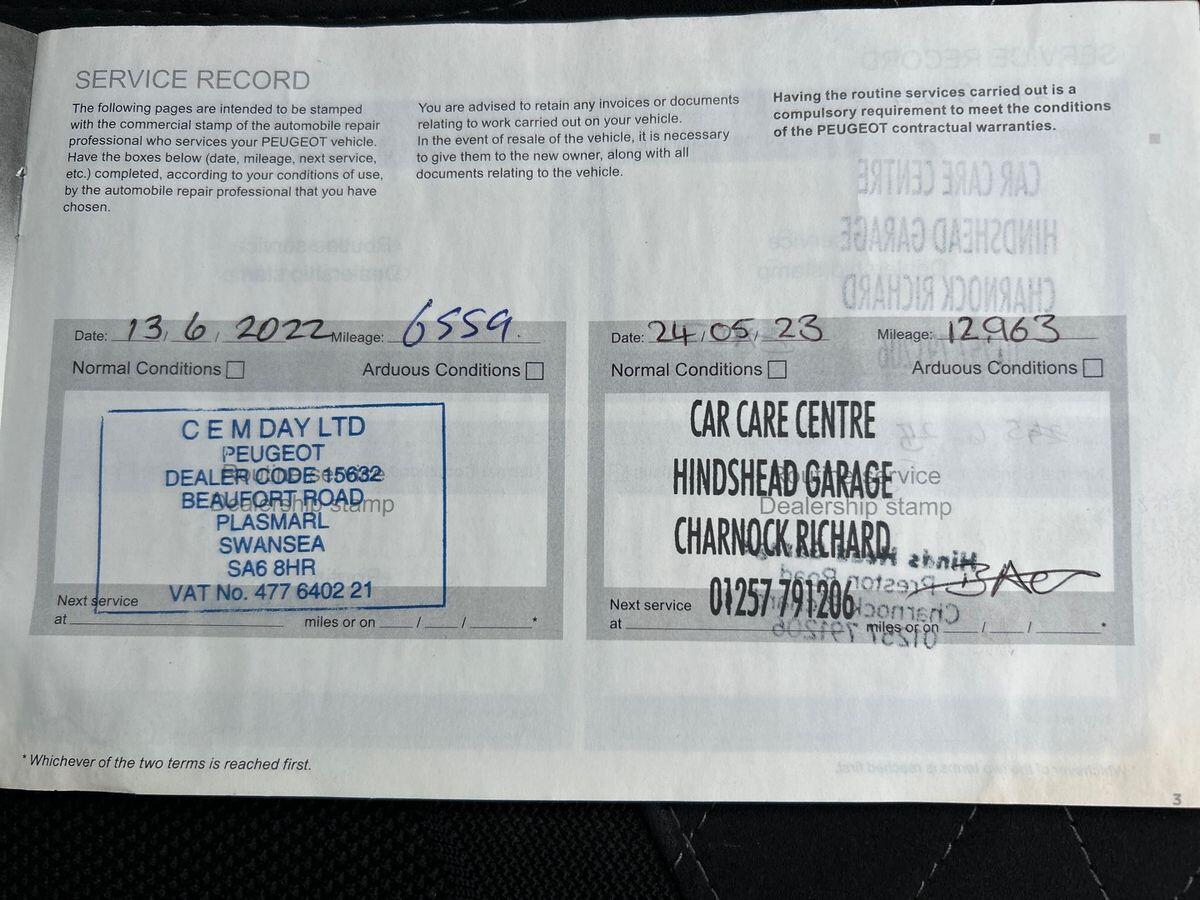 SERVICE RECORD
The following pages are intended to be stamped
with the commercial stamp of the automobile repair
professional who services your PEUGEOT vehicle.
Have the boxes below (date, mileage, next service,
etc.) completed, according to your conditions of use,
by the automobile repair professional that you have
chosen.
You are advised to retain any invoices or documents
relating to work carried out on your vehicle.
In the event of resale of the vehicle, it is necessary
to give them to the new owner, along with all
documents relating to the vehicle.
Having the routine services carried out is a
compulsory requirement to meet the conditions
of the PEUGEOT contractual warranties.
Date: 13, 6, 2022 Mileage: 6559.
Normal Conditions Arduous Conditions
C E M DAY LTD
PEUGEOT
DEALER CODE 15632
BEAUFORT ROAD
PLASMARL
SWANSEA
SA6 8HR
VAT No. 477 6402 21
Routine service
Dealership stamp
Next service
at miles or on / / *
Date: 24/05, 23 Mileage: 12,963
Normal Conditions Arduous Conditions
CAR CARE CENTRE
HINDSHEAD GARAGE
CHARNOCK RICHARD
01257 791206
Routine service
Dealership stamp
Next service
at miles or on / / *
* Whichever of the two terms is reached first.
3